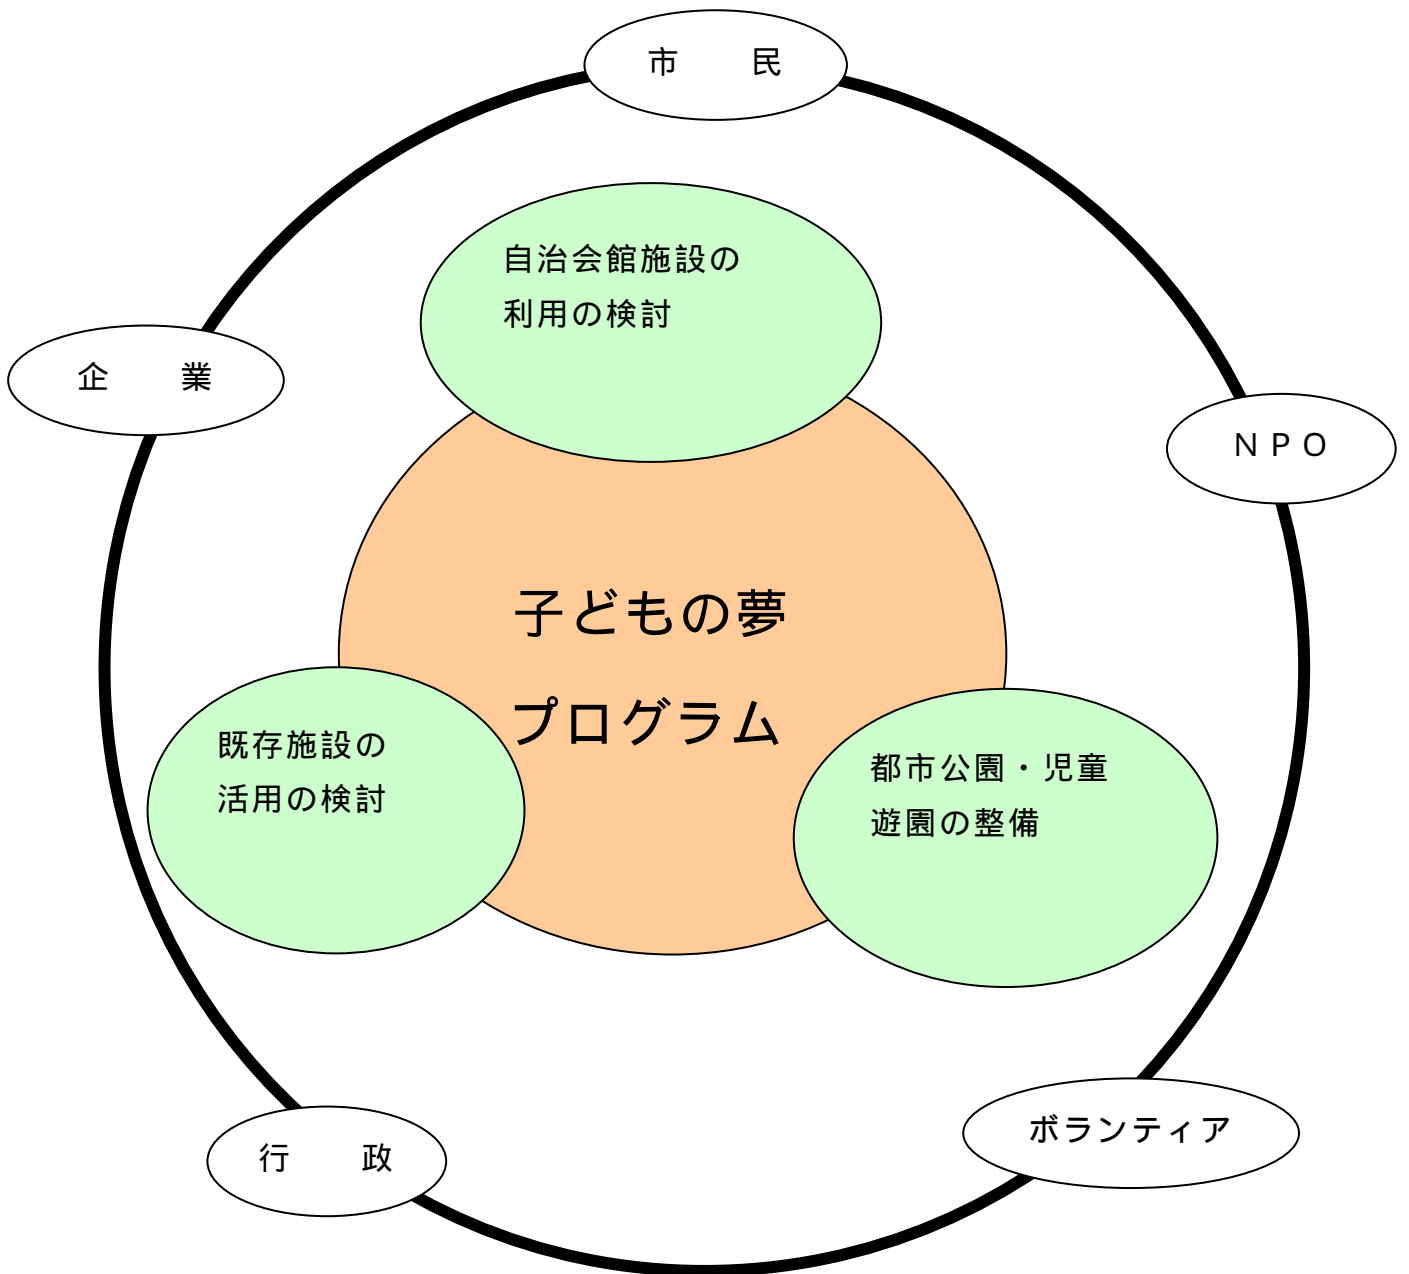 市　　民
自治会館施設の
利用の検討
企　　業
ＮＰＯ
子どもの夢
プログラム
既存施設の
活用の検討
都市公園・児童
遊園の整備
ボランティア
行　　政